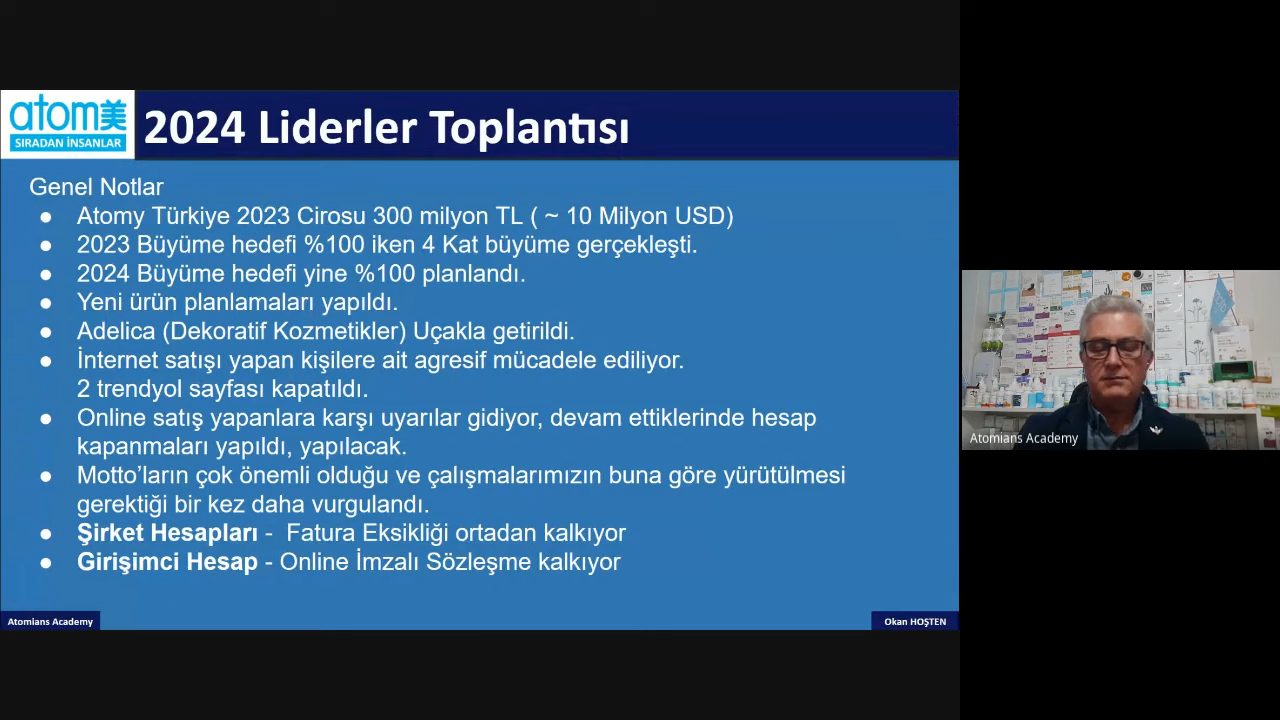 atom美
SIRADAN İNSANLAR
2024 Liderler Toplantısı
Genel Notlar
● Atomy Türkiye 2023 Cirosu 300 milyon TL ( ~ 10 Milyon USD)
● 2023 Büyüme hedefi %100 iken 4 Kat büyüme gerçekleşti.
● 2024 Büyüme hedefi yine %100 planlandı.
● Yeni ürün planlamaları yapıldı.
● Adelica (Dekoratif Kozmetikler) Uçakla getirildi.
● İnternet satışı yapan kişilere ait agresif mücadele ediliyor.
2 trendyol sayfası kapatıldı.
● Online satış yapanlara karşı uyarılar gidiyor, devam ettiklerinde hesap
kapanmaları yapıldı, yapılacak.
● Motto’ların çok önemli olduğu ve çalışmalarımızın buna göre yürütülmesi
gerektiği bir kez daha vurgulandı.
● Şirket Hesapları - Fatura Eksikliği ortadan kalkıyor
● Girişimci Hesap - Online İmzalı Sözleşme kalkıyor
Atomians Academy
Okan HOŞTEN
Atomians Academy